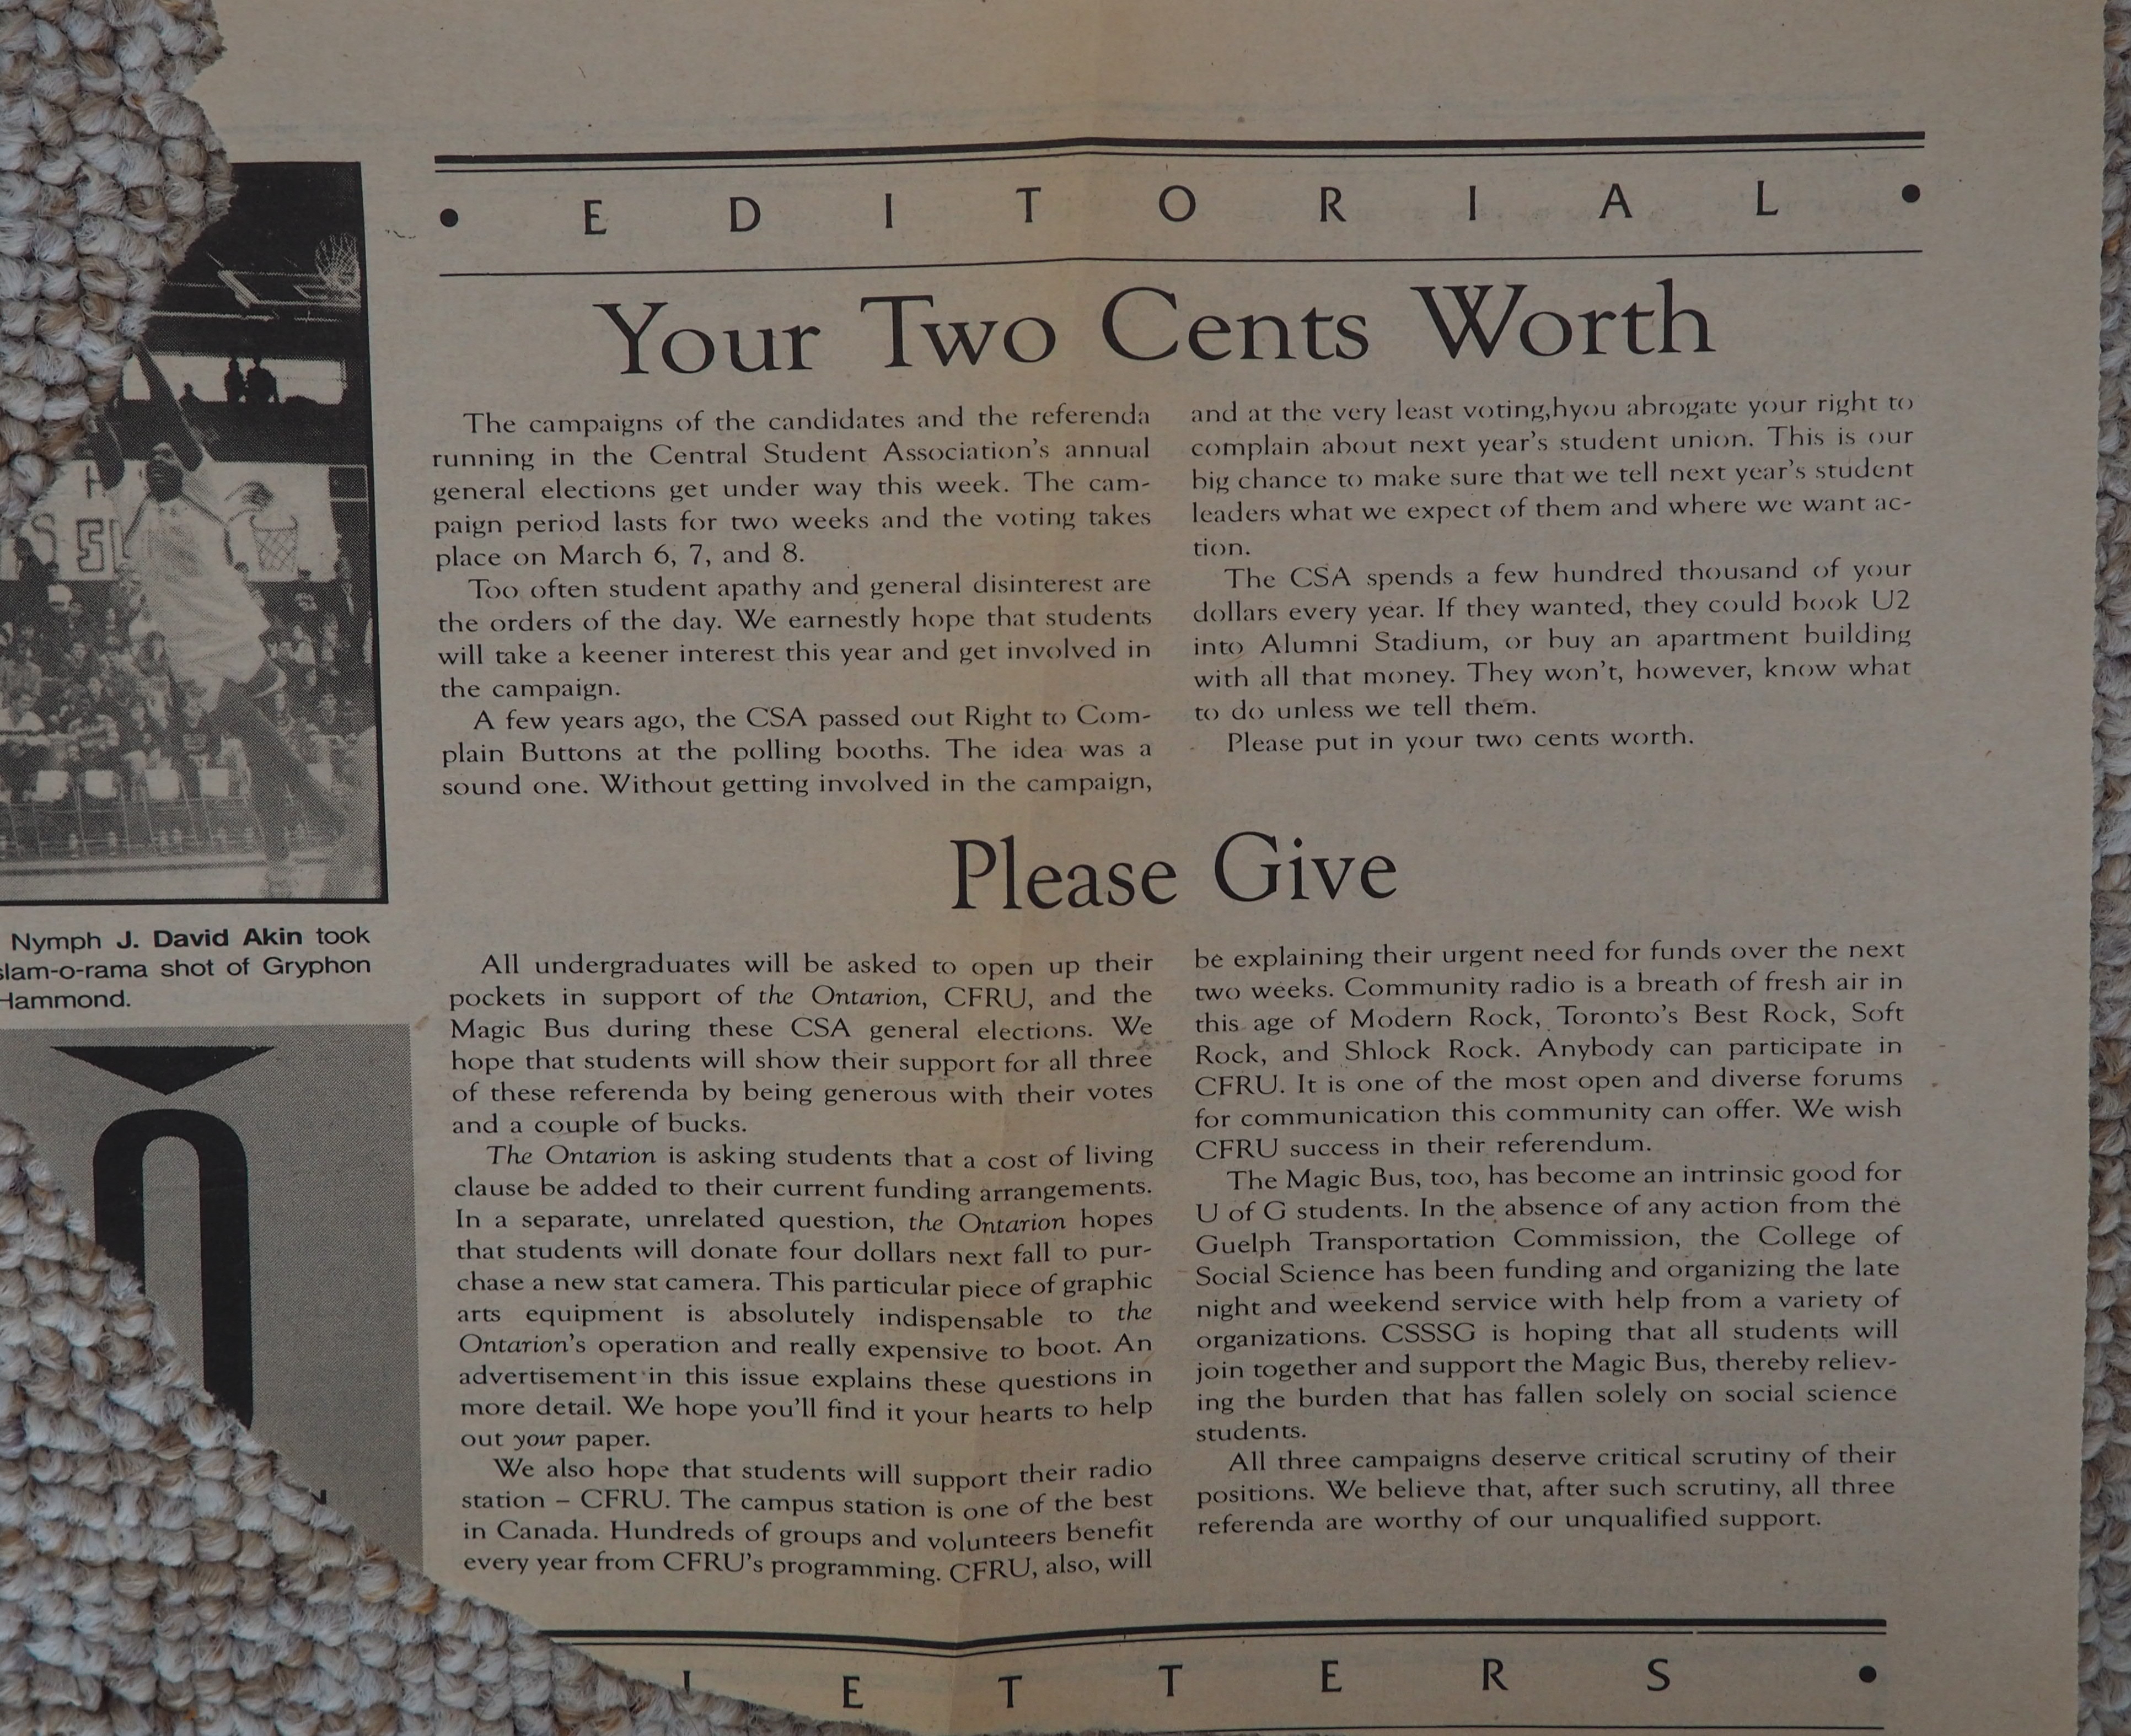 • E D I T O R I A L •
Your Two Cents Worth
The campaigns of the candidates and the referenda
running in the Central Student Association's annual
general elections get under way this week. The cam-
paign period lasts for two weeks and the voting takes
place on March 6, 7, and 8.
Too often student apathy and general disinterest are
the orders of the day. We earnestly hope that students
will take a keener interest this year and get involved in
the campaign.
A few years ago, the CSA passed out Right to Com-
plain Buttons at the polling booths. The idea was a
sound one. Without getting involved in the campaign,
and at the very least voting,hyou abrogate your right to
complain about next year's student union. This is our
big chance to make sure that we tell next year's student
leaders what we expect of them and where we want ac-
tion.
The CSA spends a few hundred thousand of your
dollars every year. If they wanted, they could book U2
into Alumni Stadium, or buy an apartment building
with all that money. They won't, however, know what
to do unless we tell them.
Please put in your two cents worth.
Please Give
All undergraduates will be asked to open up their
pockets in support of the Ontarion, CFRU, and the
Magic Bus during these CSA general elections. We
hope that students will show their support for all three
of these referenda by being generous with their votes
and a couple of bucks.
The Ontarion is asking students that a cost of living
clause be added to their current funding arrangements.
In a separate, unrelated question, the Ontarion hopes
that students will donate four dollars next fall to pur-
chase a new stat camera. This particular piece of graphic
arts equipment is absolutely indispensable to the
Ontarion's operation and really expensive to boot. An
advertisement in this issue explains these questions in
more detail. We hope you'll find it your hearts to help
out your paper.
We also hope that students will support their radio
station – CFRU. The campus station is one of the best
in Canada. Hundreds of groups and volunteers benefit
every year from CFRU's programming. CFRU, also, will
be explaining their urgent need for funds over the next
two weeks. Community radio is a breath of fresh air in
this age of Modern Rock, Toronto's Best Rock, Soft
Rock, and Shlock Rock. Anybody can participate in
CFRU. It is one of the most open and diverse forums
for communication this community can offer. We wish
CFRU success in their referendum.
The Magic Bus, too, has become an intrinsic good for
U of G students. In the absence of any action from the
Guelph Transportation Commission, the College of
Social Science has been funding and organizing the late
night and weekend service with help from a variety of
organizations. CSSSG is hoping that all students will
join together and support the Magic Bus, thereby reliev-
ing the burden that has fallen solely on social science
students.
All three campaigns deserve critical scrutiny of their
positions. We believe that, after such scrutiny, all three
referenda are worthy of our unqualified support.
Nymph J. David Akin took
slam-o-rama shot of Gryphon
Hammond.
L E T T E R S •